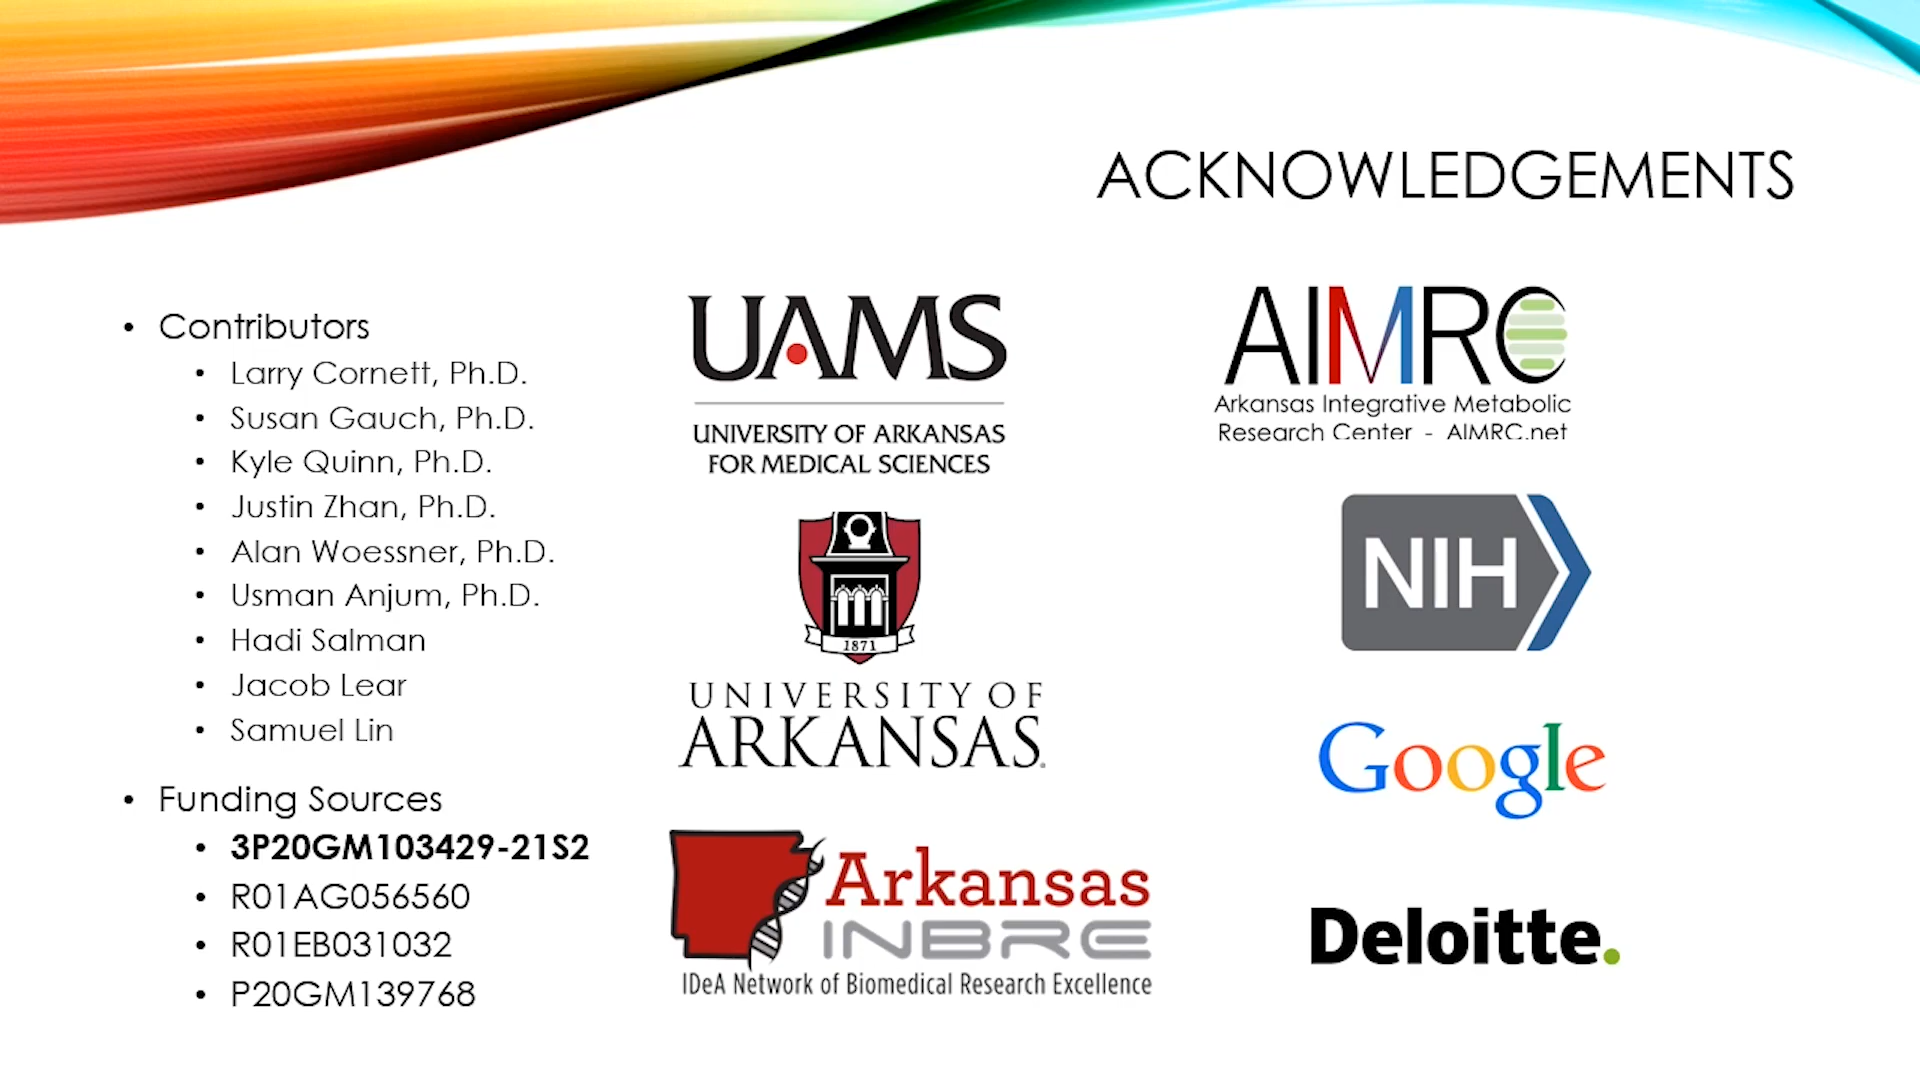 ACKNOWLEDGEMENTS
• Contributors
• Larry Cornett, Ph.D.
• Susan Gauch, Ph.D.
• Kyle Quinn, Ph.D.
• Justin Zhan, Ph.D.
• Alan Woessner, Ph.D.
• Usman Anjum, Ph.D.
• Hadi Salman
• Jacob Lear
• Samuel Lin
• Funding Sources
• 3P20GM103429-21S2
• R01AG056560
• R01EB031032
• P20GM139768
UAMS
UNIVERSITY OF ARKANSAS
FOR MEDICAL SCIENCES
1871
UNIVERSITY OF
ARKANSAS.
Arkansas
INBRE
IDeA Network of Biomedical Research Excellence
AIMRC
Arkansas Integrative Metabolic
Research Center - AIMRC.net
NIH
Google
Deloitte.